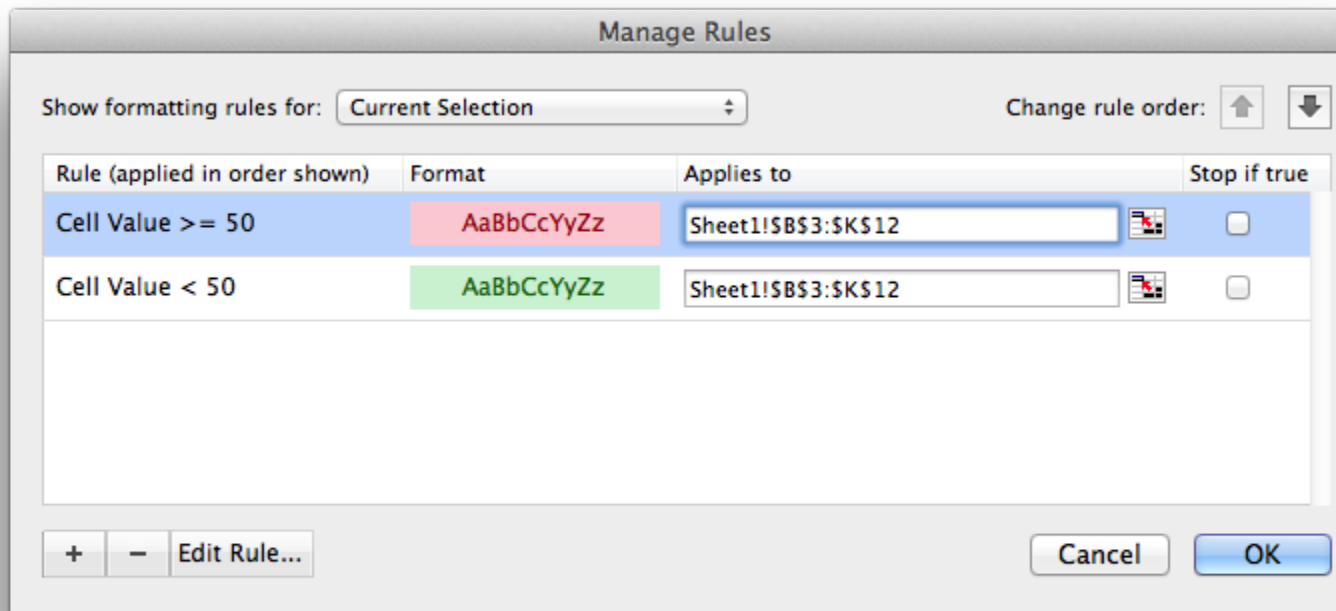 Manage Rules
Show formatting rules for: Current Selection Change rule order:
Rule (applied in order shown) Format Applies to Stop if true
Cell Value >= 50 AaBbCcYyZz Sheet1!$B$3:$K$12
Cell Value < 50 AaBbCcYyZz Sheet1!$B$3:$K$12
+ − Edit Rule... Cancel OK